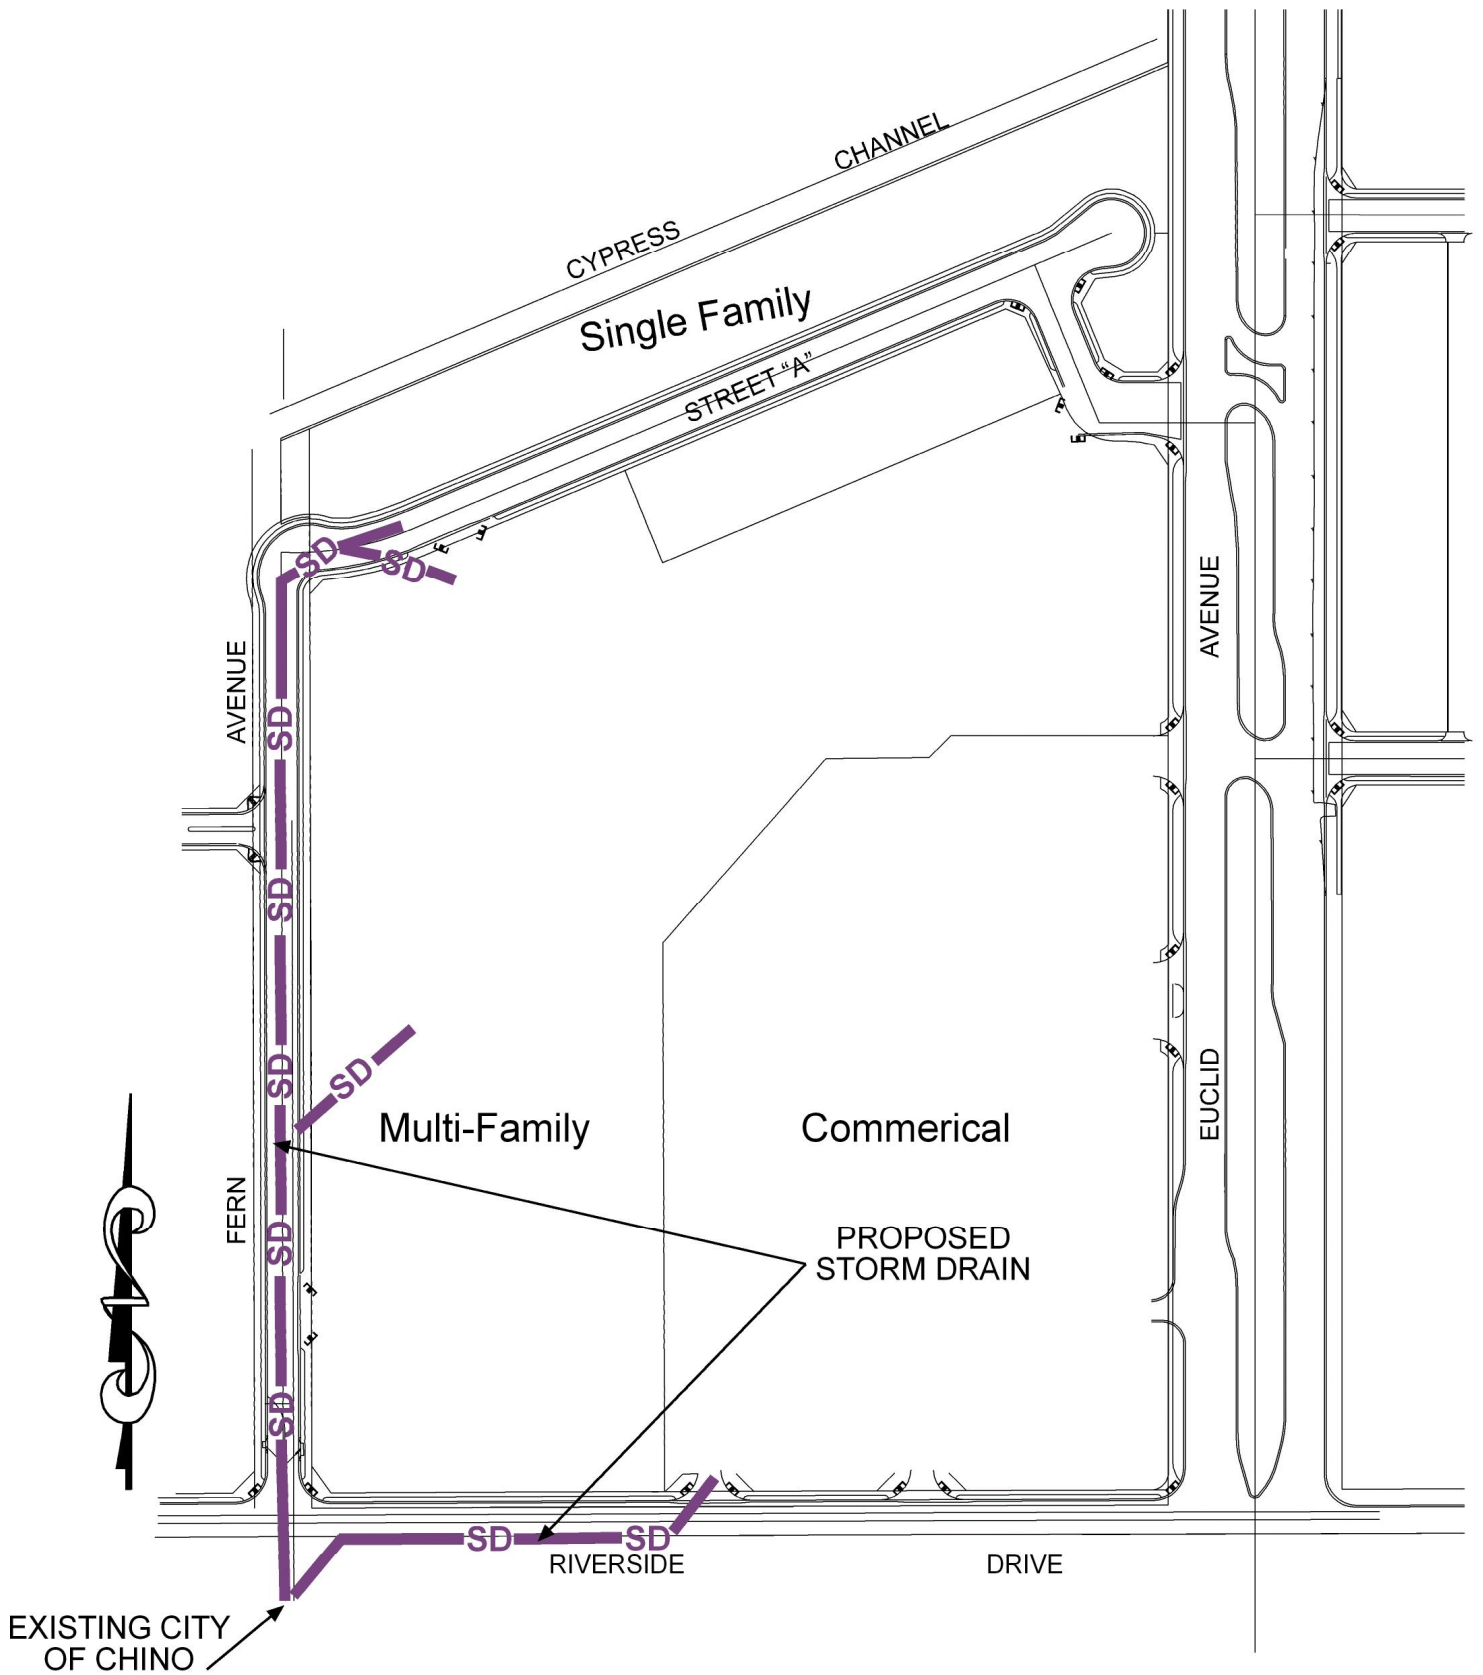 CHANNEL
CYPRESS
Single Family
STREET "A"
SD
SD
AVENUE
AVENUE
SD
SD
SD
SD
EUCLID
Multi-Family
Commerical
FERN
SD
PROPOSED
STORM DRAIN
SD
SD
SD
RIVERSIDE
DRIVE
EXISTING CITY
OF CHINO